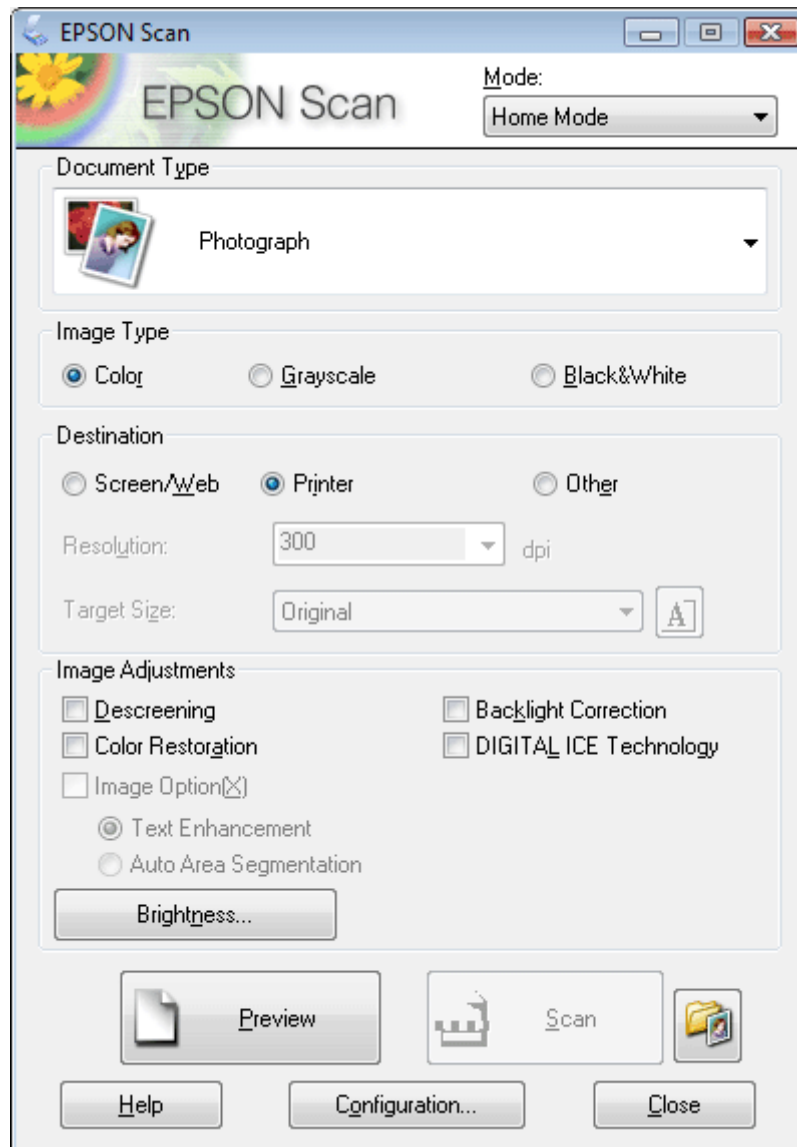 EPSON Scan
EPSON Scan
Mode:
Home Mode
Document Type
Photograph
Image Type
Color Grayscale Black&White
Destination
Screen/Web Printer Other
Resolution: 300 dpi
Target Size: Original A
Image Adjustments
Descreening Backlight Correction
Color Restoration DIGITAL ICE Technology
Image Option(X)
Text Enhancement
Auto Area Segmentation
Brightness...
Preview Scan
Help Configuration... Close